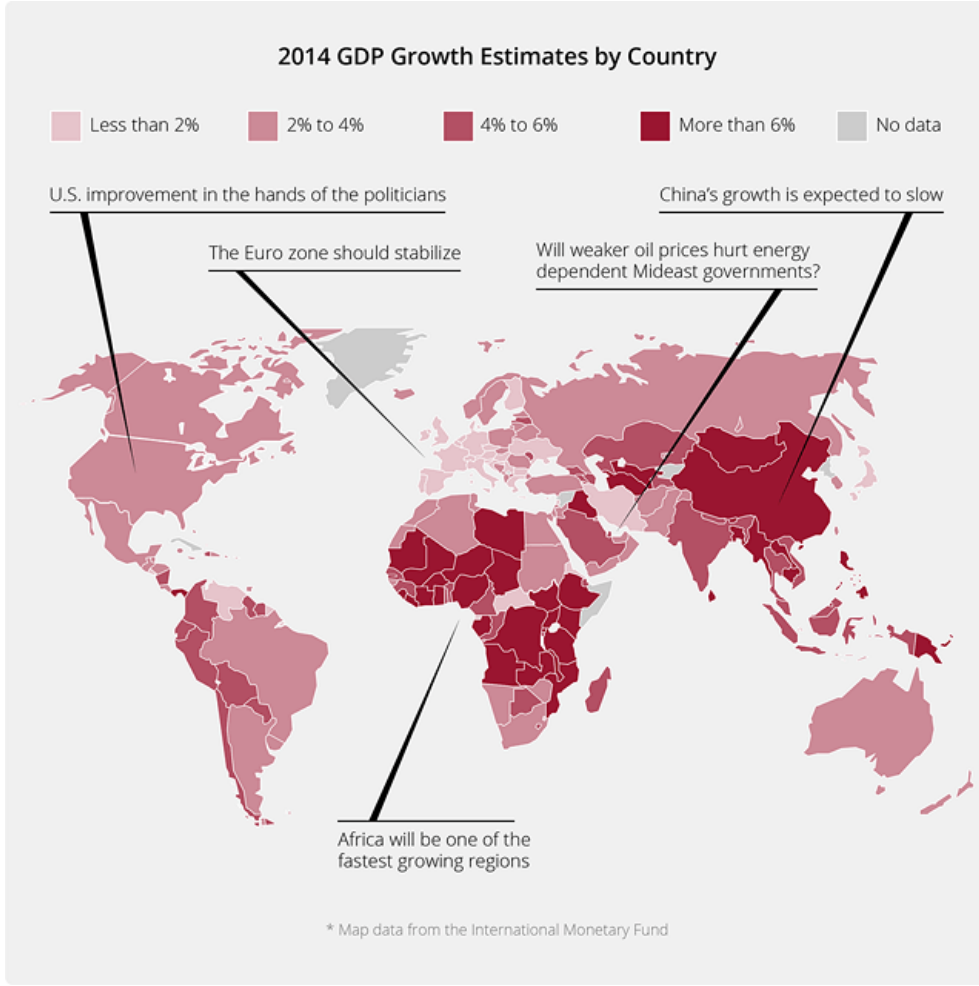 2014 GDP Growth Estimates by Country
Less than 2%
2% to 4%
4% to 6%
More than 6%
No data
U.S. improvement in the hands of the politicians
China’s growth is expected to slow
The Euro zone should stabilize
Will weaker oil prices hurt energy
dependent Mideast governments?
Africa will be one of the
fastest growing regions
* Map data from the International Monetary Fund